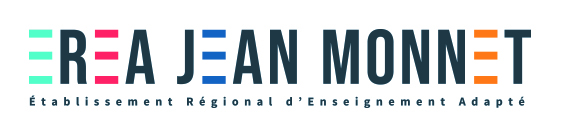 EREA JEAN MONNET
Établissement Régional d'Enseignement Adapté